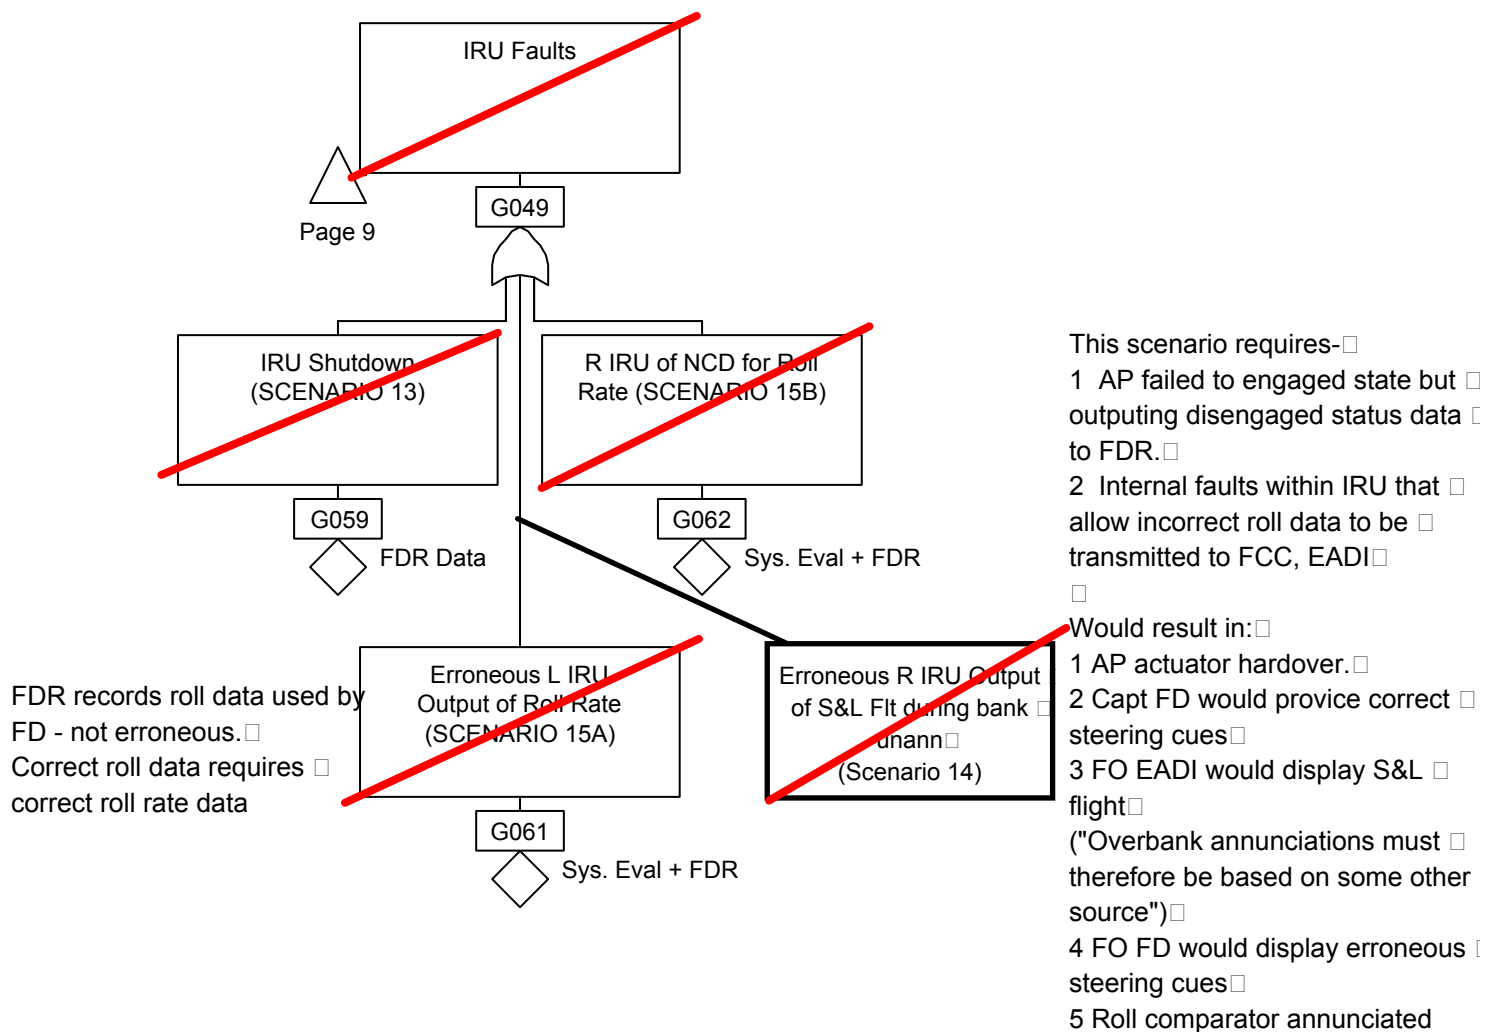 IRU Faults
Page 9
G049
IRU Shutdown
(SCENARIO 13)
R IRU of NCD for Roll
Rate (SCENARIO 15B)
G059
FDR Data
G062
Sys. Eval + FDR
This scenario requires-
1 AP failed to engaged state but
outputing disengaged status data
to FDR.
2 Internal faults within IRU that
allow incorrect roll data to be
transmitted to FCC, EADI
Would result in:
1 AP actuator hardover.
2 Capt FD would provice correct
steering cues
3 FO EADI would display S&L
flight
("Overbank annunciations must
therefore be based on some other
source")
4 FO FD would display erroneous
steering cues
5 Roll comparator annunciated
FDR records roll data used by
FD - not erroneous.
Correct roll data requires
correct roll rate data
Erroneous L IRU
Output of Roll Rate
(SCENARIO 15A)
Erroneous R IRU Output
of S&L Flt during bank
unann
(Scenario 14)
G061
Sys. Eval + FDR